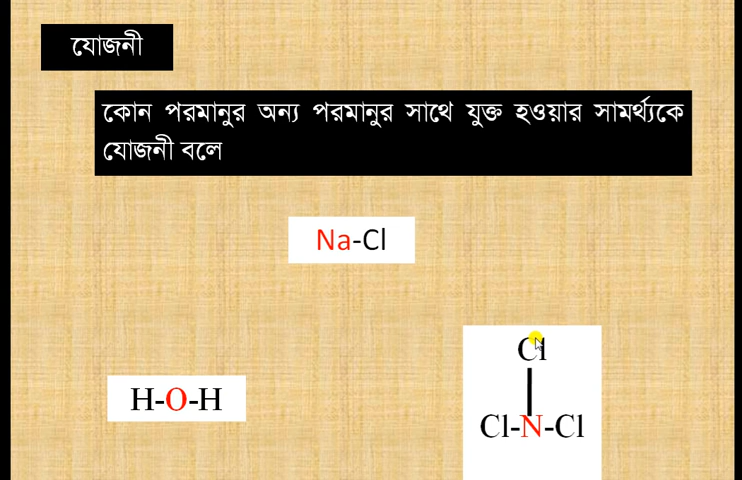 যোজনী
কোন পরমানুর অন্য পরমানুর সাথে যুক্ত হওয়ার সামর্থ্যকে
যোজনী বলে
Na-Cl
H-O-H
Cl
Cl-N-Cl